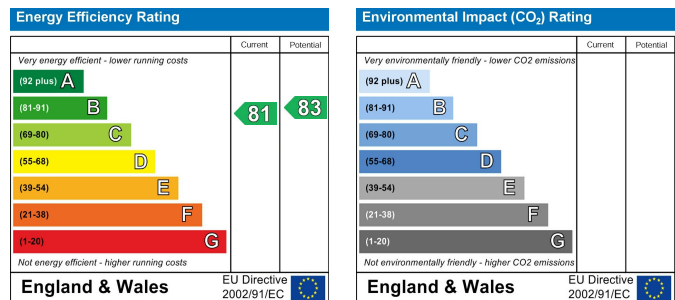 Energy Efficiency Rating
Current Potential
Very energy efficient - lower running costs
(92 plus) A
(81-91) B
81 83
(69-80) C
(55-68) D
(39-54) E
(21-38) F
(1-20) G
Not energy efficient - higher running costs
England & Wales
EU Directive
2002/91/EC
Environmental Impact (CO₂) Rating
Current Potential
Very environmentally friendly - lower CO2 emissions
(92 plus) A
(81-91) B
(69-80) C
(55-68) D
(39-54) E
(21-38) F
(1-20) G
Not environmentally friendly - higher CO2 emissions
England & Wales
EU Directive
2002/91/EC